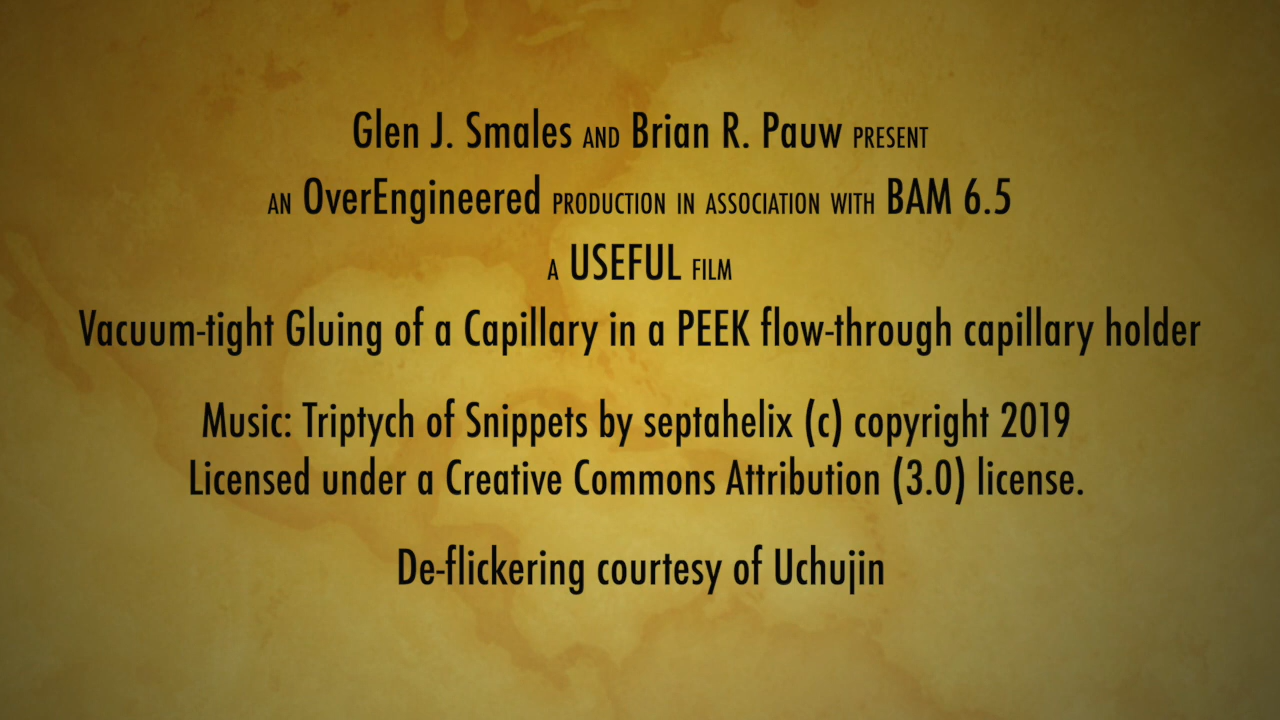 Glen J. Smales AND Brian R. Pauw PRESENT
AN OverEngineered PRODUCTION IN ASSOCIATION WITH BAM 6.5
A USEFUL FILM
Vacuum-tight Gluing of a Capillary in a PEEK flow-through capillary holder
Music: Triptych of Snippets by septahelix (c) copyright 2019
Licensed under a Creative Commons Attribution (3.0) license.
De-flickering courtesy of Uchujin